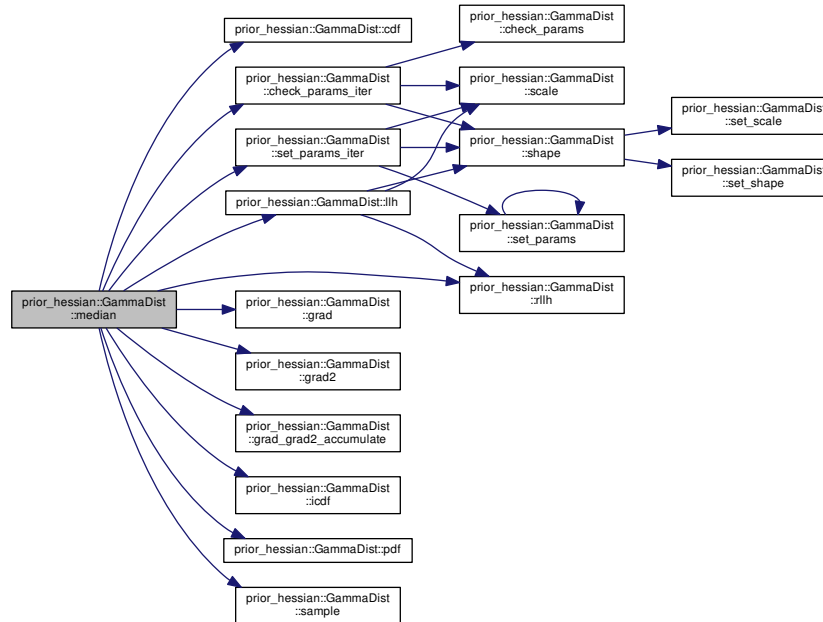 prior_hessian::GammaDist
::median
prior_hessian::GammaDist::cdf
prior_hessian::GammaDist
::check_params_iter
prior_hessian::GammaDist
::set_params_iter
prior_hessian::GammaDist::llh
prior_hessian::GammaDist
::grad
prior_hessian::GammaDist
::grad2
prior_hessian::GammaDist
::grad_grad2_accumulate
prior_hessian::GammaDist
::icdf
prior_hessian::GammaDist::pdf
prior_hessian::GammaDist
::sample
prior_hessian::GammaDist
::check_params
prior_hessian::GammaDist
::scale
prior_hessian::GammaDist
::shape
prior_hessian::GammaDist
::set_params
prior_hessian::GammaDist
::rllh
prior_hessian::GammaDist
::set_scale
prior_hessian::GammaDist
::set_shape